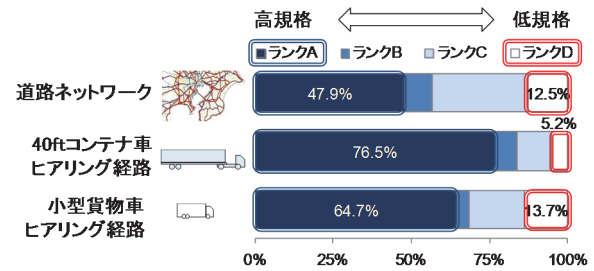 高規格 低規格
ランクA ランクB ランクC ランクD
道路ネットワーク 47.9% 12.5%
40ftコンテナ車
ヒアリング経路 76.5% 5.2%
小型貨物車
ヒアリング経路 64.7% 13.7%
0% 25% 50% 75% 100%